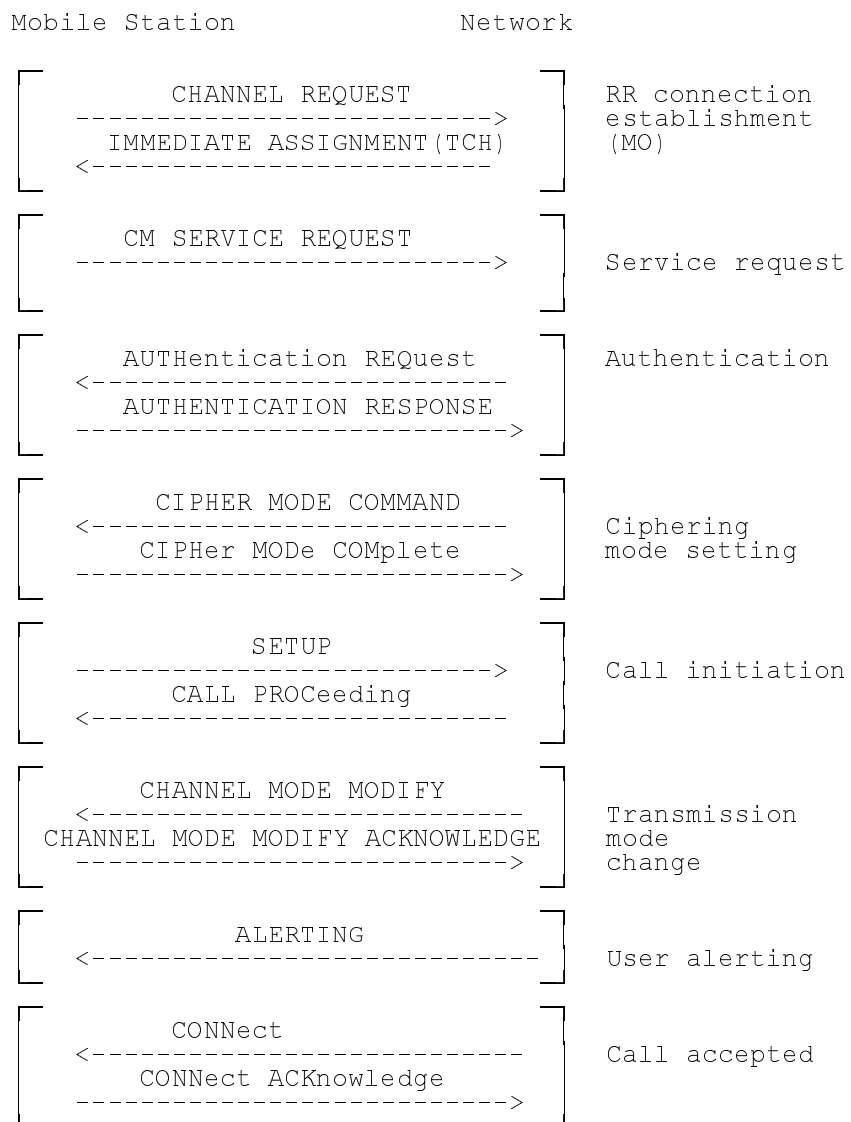 Mobile Station Network
CHANNEL REQUEST RR connection
-------------------------->  establishment
IMMEDIATE ASSIGNMENT(TCH) (MO)
<-------------------------
CM SERVICE REQUEST
--------------------------> Service request
AUTHentication REQuest Authentication
<--------------------------
AUTHENTICATION RESPONSE
--------------------------->
CIPHER MODE COMMAND
<-------------------------- Ciphering
CIPHer MODe COMplete mode setting
--------------------------->
SETUP
--------------------------> Call initiation
CALL PROCeeding
<--------------------------
CHANNEL MODE MODIFY
<--------------------------- Transmission
CHANNEL MODE MODIFY ACKNOWLEDGE mode
---------------------------> change
ALERTING
<---------------------------- User alerting
CONNect
<--------------------------- Call accepted
CONNect ACKnowledge
--------------------------->